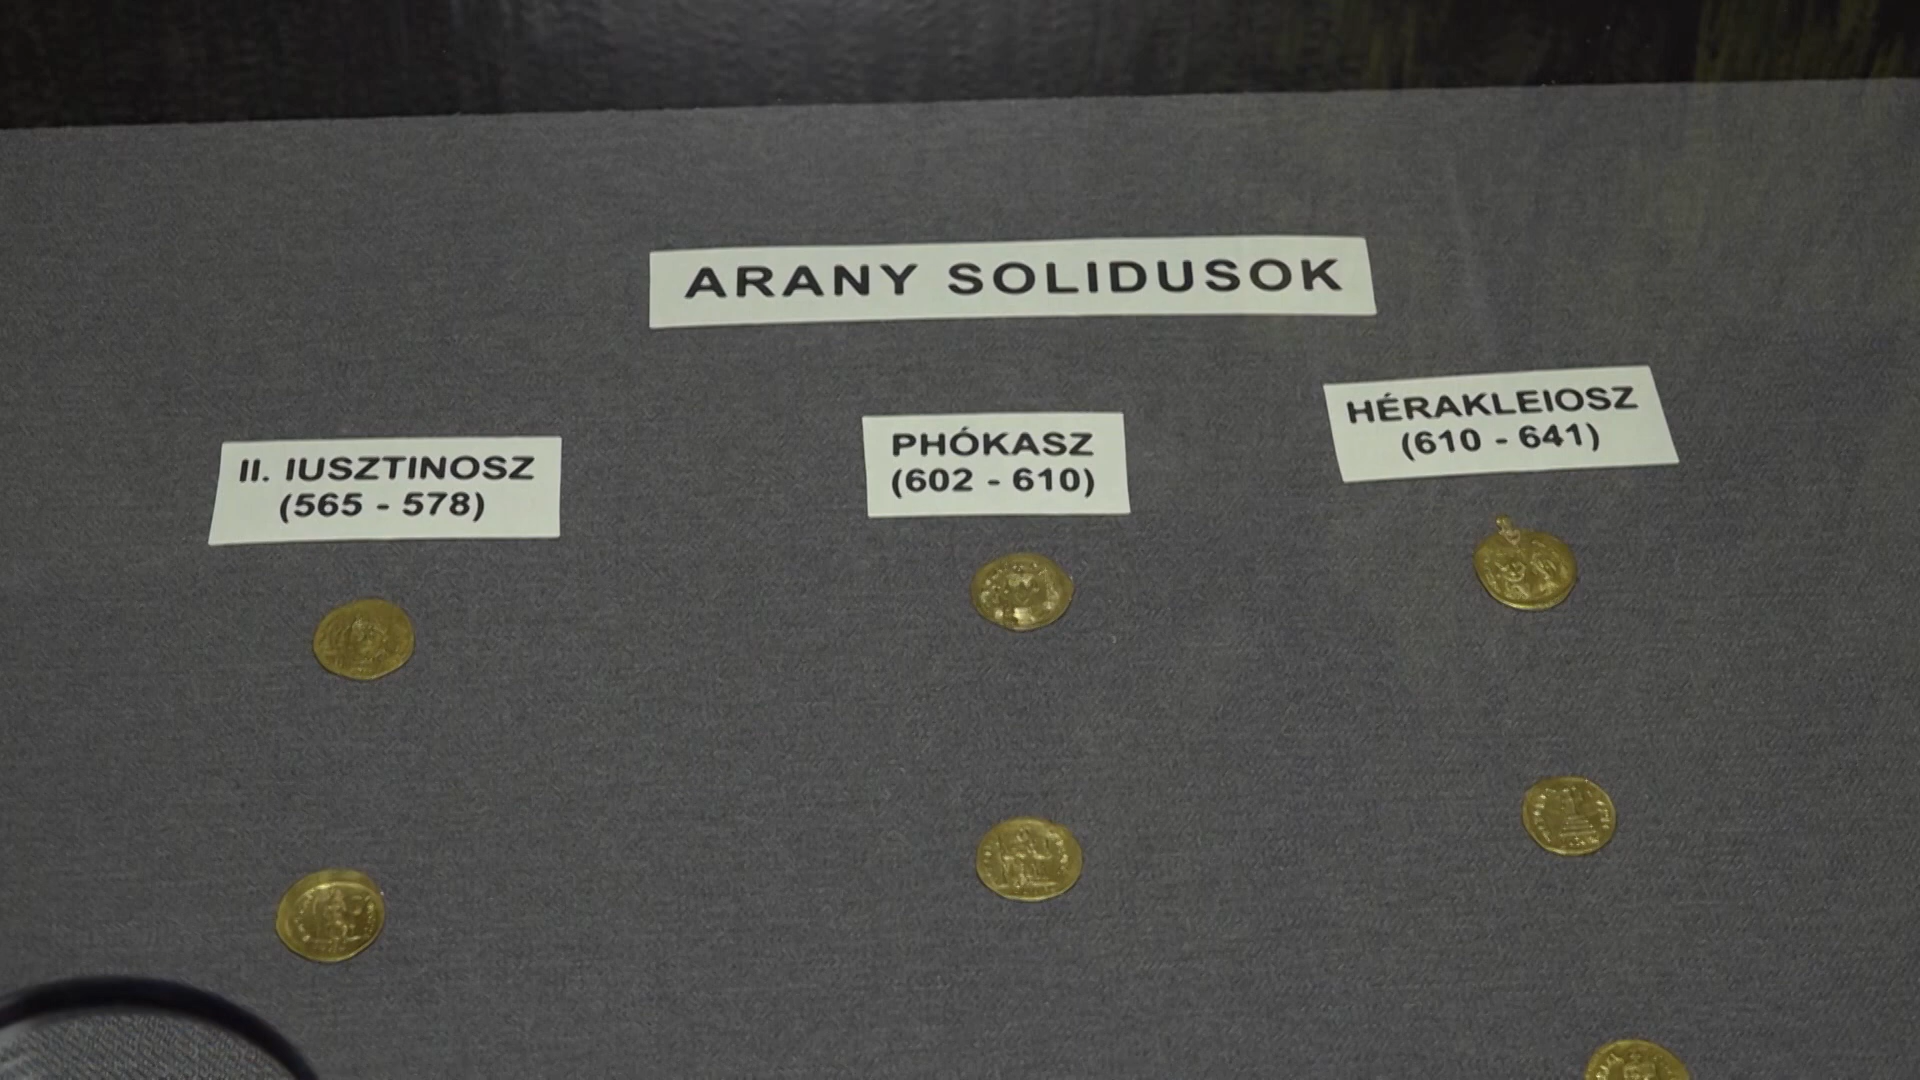 ARANY SOLIDUSOK
II. IUSZTINOSZ
(565 - 578)
PHÓKASZ
(602 - 610)
HÉRAKLEIOSZ
(610 - 641)